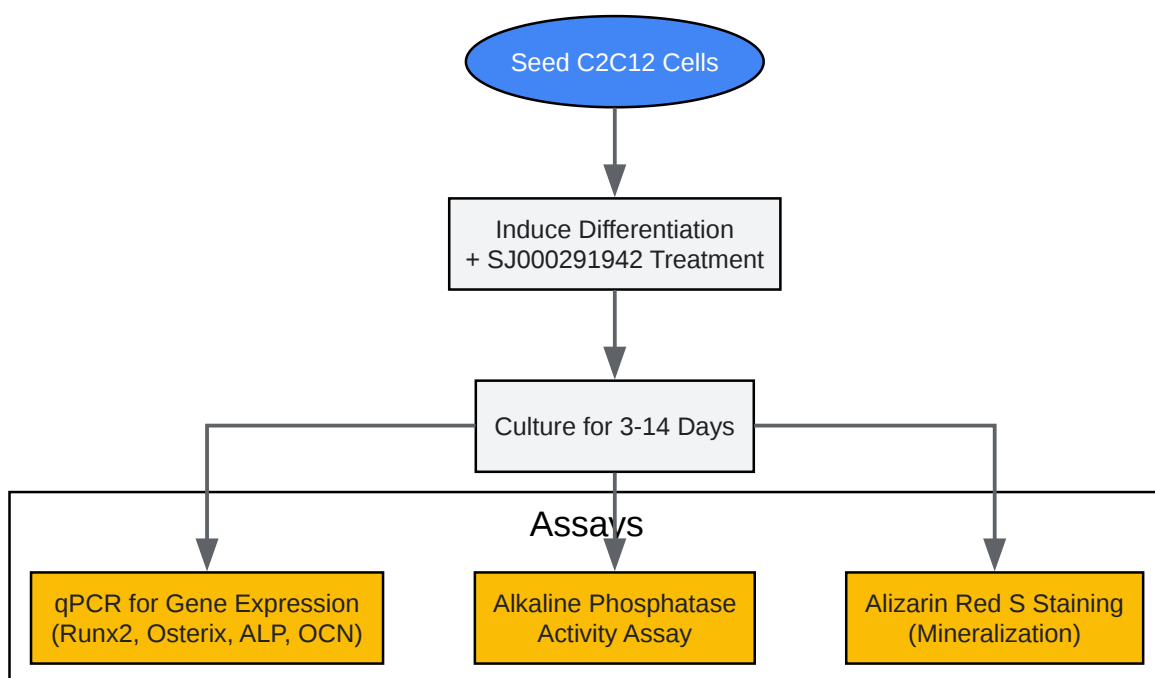 Seed C2C12 Cells
Induce Differentiation
+ SJ000291942 Treatment
Culture for 3-14 Days
Assays
qPCR for Gene Expression
(Runx2, Osterix, ALP, OCN)
Alkaline Phosphatase
Activity Assay
Alizarin Red S Staining
(Mineralization)